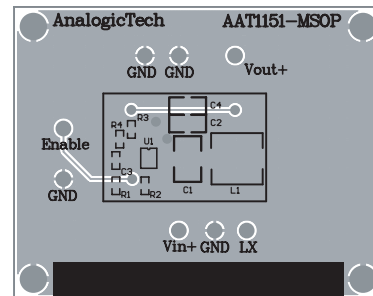 AnalogicTech AAT1151-MSOP
GND GND Vout+
C4
R3
C2
R4
Enable
U1
C3
GND
R1 R2 C1 L1
Vin+ GND LX